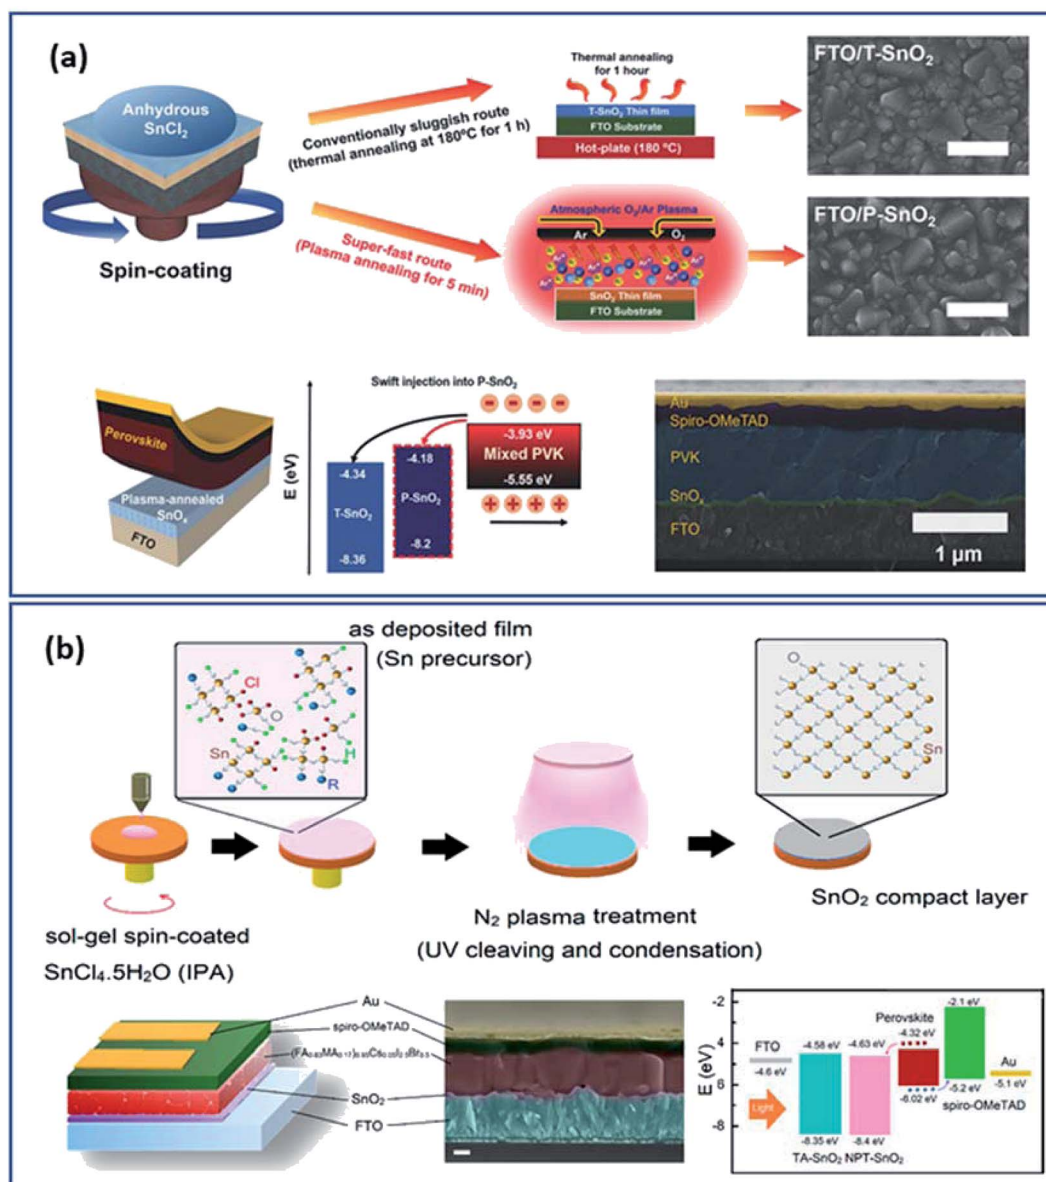 (a)
Anhydrous
SnCl₂
Spin-coating
Conventionally sluggish route
(thermal annealing at 180ºC for 1 h)
Super-fast route
(Plasma annealing for 5 min)
Thermal annealing
for 1 hour
T-SnO₂ Thin film
FTO Substrate
Hot-plate (180 ºC)
Atmospheric O₂/Ar Plasma
Ar
O₂
SnO₂ Thin film
FTO Substrate
FTO/T-SnO₂
FTO/P-SnO₂
Perovskite
Plasma-annealed
SnOₓ
FTO
E (eV)
Swift injection into P-SnO₂
-4.34
T-SnO₂
-8.36
-4.18
P-SnO₂
-8.2
-3.93 eV
Mixed PVK
-5.55 eV
Au
Spiro-OMeTAD
PVK
SnOₓ
FTO
1 µm
(b)
as deposited film
(Sn precursor)
Cl
O
Sn
H
R
O
Sn
sol-gel spin-coated
SnCl₄.5H₂O (IPA)
N₂ plasma treatment
(UV cleaving and condensation)
SnO₂ compact layer
Au
spiro-OMeTAD
SnO₂
FTO
E (eV)
-2
-4
6
-8
FTO
-4.6 eV
Light
-4.58 eV
-8.35 eV
TA-SnO₂
-4.63 eV
-8.4 eV
NPT-SnO₂
Perovskite
-4.32 eV
-6.02 eV
-2.1 eV
-5.2 eV
spiro-OMeTAD
Au
-5.1 eV